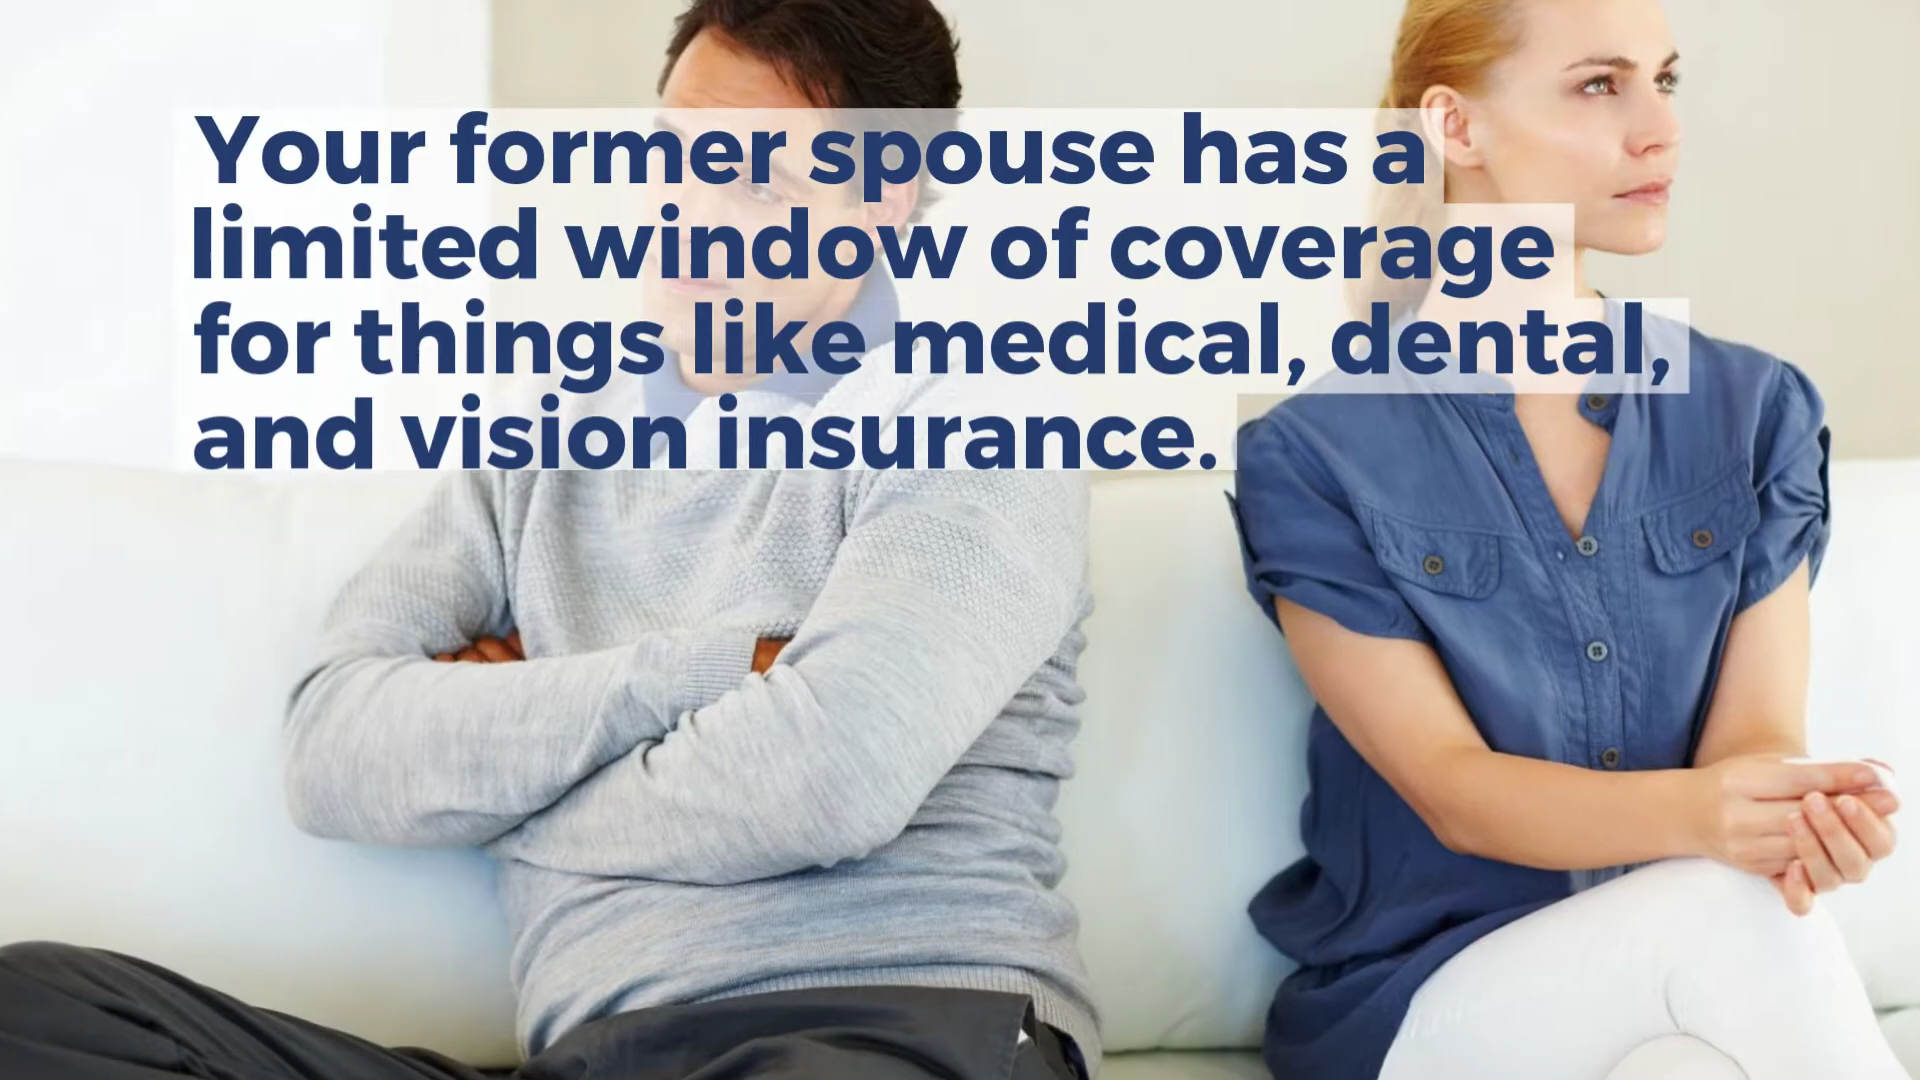 Your former spouse has a
limited window of coverage
for things like medical, dental,
and vision insurance.